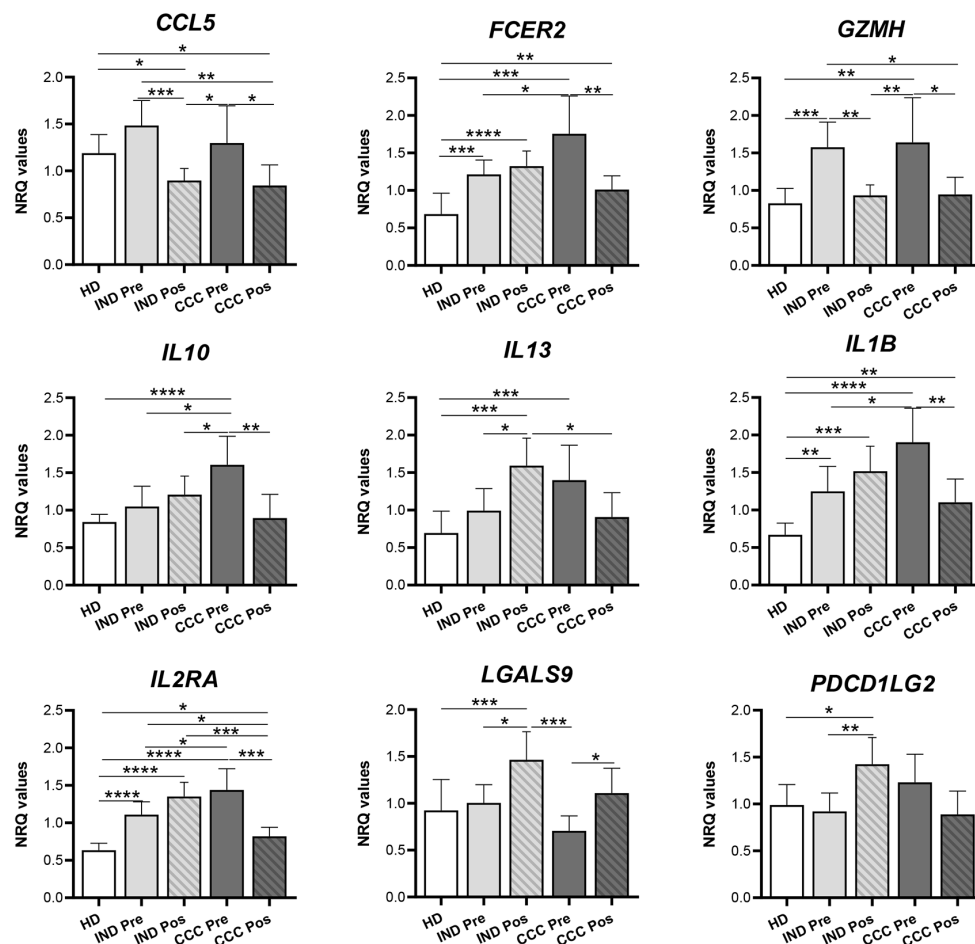 CCL5
*
*
**
***
*
*
2.0
1.5
1.0
0.5
0.0
NRQ values
HD
IND Pre
IND Pos
CCC Pre
CCC Pos
FCER2
**
***
*
**
****
***
2.5
2.0
1.5
1.0
0.5
0.0
NRQ values
HD
IND Pre
IND Pos
CCC Pre
CCC Pos
GZMH
*
**
**
*
***
**
2.5
2.0
1.5
1.0
0.5
0.0
NRQ values
HD
IND Pre
IND Pos
CCC Pre
CCC Pos
IL10
****
*
*
**
2.5
2.0
1.5
1.0
0.5
0.0
NRQ values
HD
IND Pre
IND Pos
CCC Pre
CCC Pos
IL13
***
***
*
*
2.5
2.0
1.5
1.0
0.5
0.0
NRQ values
HD
IND Pre
IND Pos
CCC Pre
CCC Pos
IL1B
**
****
*
**
***
**
2.5
2.0
1.5
1.0
0.5
0.0
NRQ values
HD
IND Pre
IND Pos
CCC Pre
CCC Pos
IL2RA
*
*
***
*
****
***
****
****
2.0
1.5
1.0
0.5
0.0
NRQ values
HD
IND Pre
IND Pos
CCC Pre
CCC Pos
LGALS9
***
*
***
*
2.0
1.5
1.0
0.5
0.0
NRQ values
HD
IND Pre
IND Pos
CCC Pre
CCC Pos
PDCD1LG2
*
**
2.0
1.5
1.0
0.5
0.0
NRQ values
HD
IND Pre
IND Pos
CCC Pre
CCC Pos